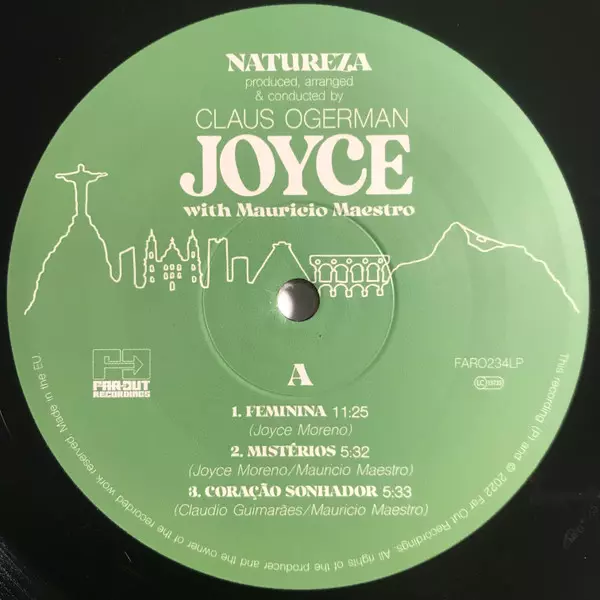 NATUREZA
produced, arranged
& conducted by
CLAUS OGERMAN
JOYCE
with Mauricio Maestro
FAR OUT
RECORDINGS
A
FARO234LP
1. FEMININA 11:25
(Joyce Moreno)
2. MISTÉRIOS 5:32
(Joyce Moreno/Mauricio Maestro)
3. CORAÇÃO SONHADOR 5:33
(Claudio Guimarães/Mauricio Maestro)
This recording (P) and © 2022 Far Out Recordings. All rights of the producer and the owner of the recorded work reserved. Made in the EU.